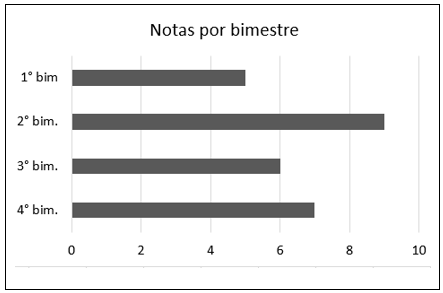 Notas por bimestre
1° bim
2° bim.
3° bim.
4° bim.
0 2 4 6 8 10